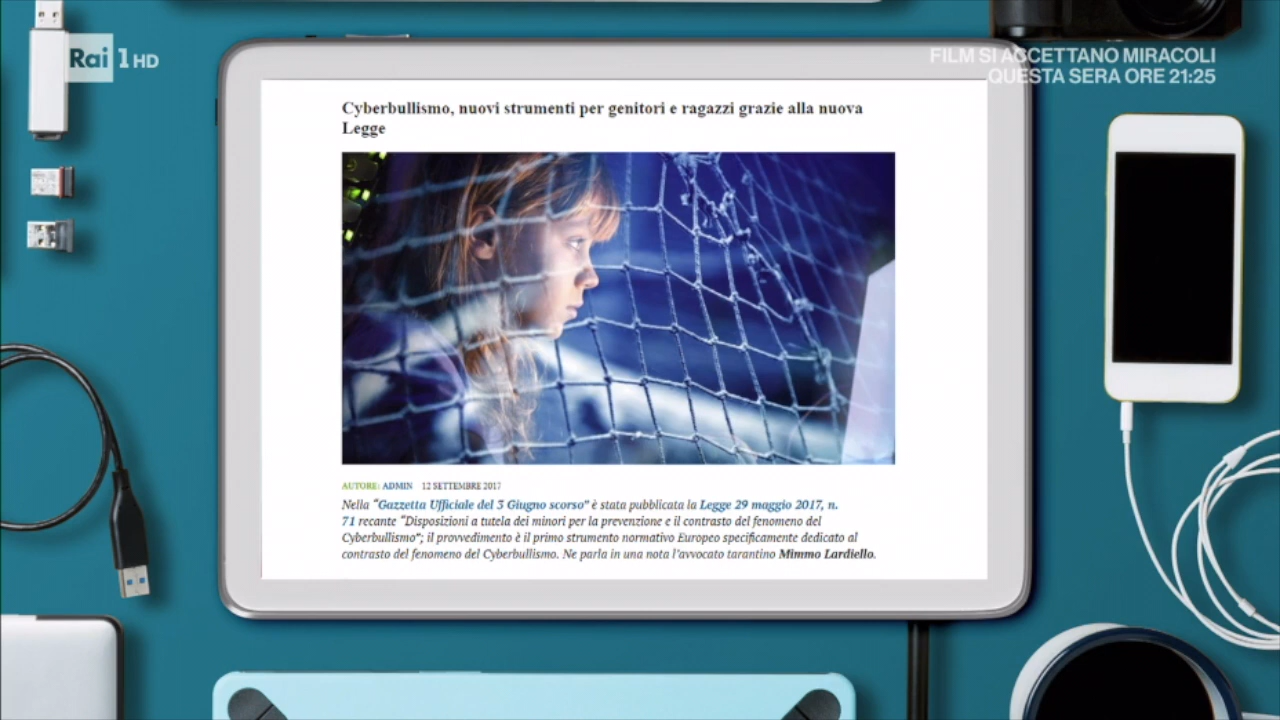 Rai 1 HD
FILM SI ACCETTANO MIRACOLI
QUESTA SERA ORE 21:25
Cyberbullismo, nuovi strumenti per genitori e ragazzi grazie alla nuova
Legge
AUTORE: ADMIN 12 SETTEMBRE 2017
Nella “Gazzetta Ufficiale del 3 Giugno scorso” è stata pubblicata la Legge 29 maggio 2017, n.
71 recante “Disposizioni a tutela dei minori per la prevenzione e il contrasto del fenomeno del
Cyberbullismo”; il provvedimento è il primo strumento normativo Europeo specificamente dedicato al
contrasto del fenomeno del Cyberbullismo. Ne parla in una nota l’avvocato tarantino Mimmo Lardiello.